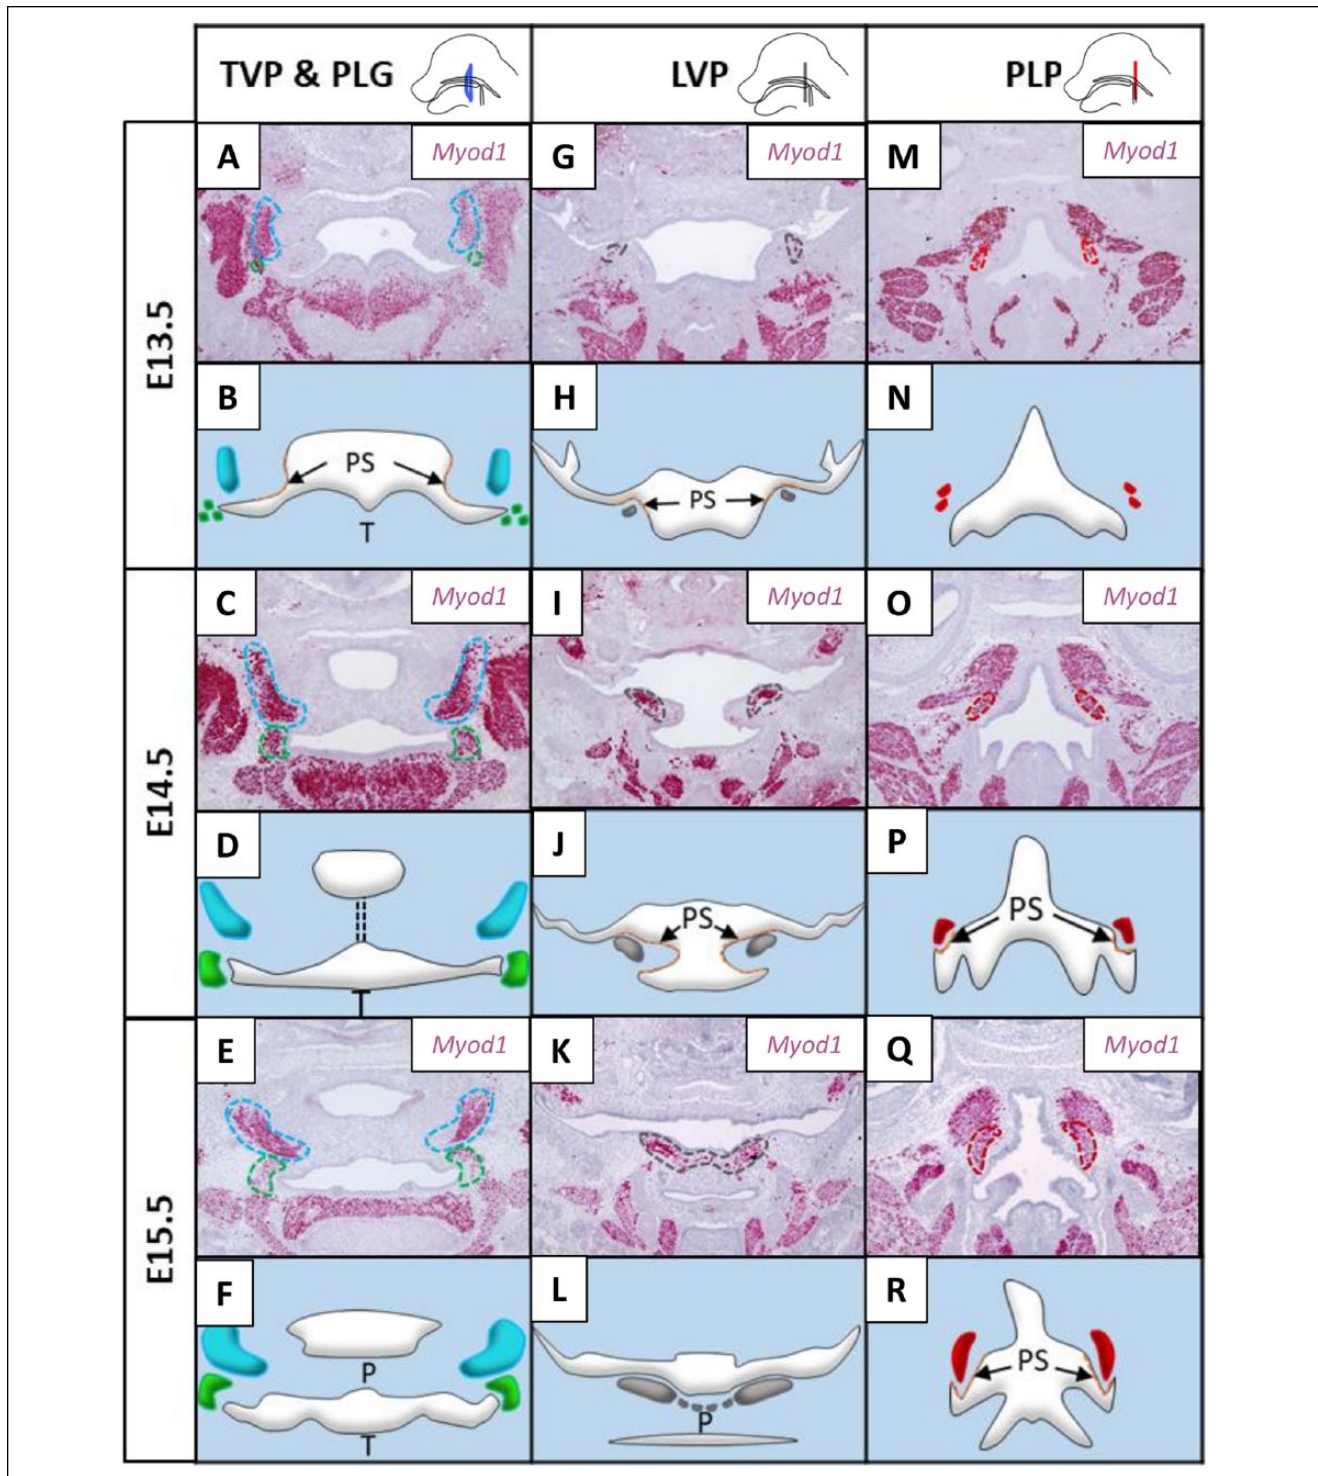 TVP & PLG LVP PLP
E13.5
A Myod1 G Myod1 M Myod1
B PS T H PS N
E14.5
C Myod1 I Myod1 O Myod1
D T J PS P PS
E15.5
E Myod1 K Myod1 Q Myod1
F P T L P R PS